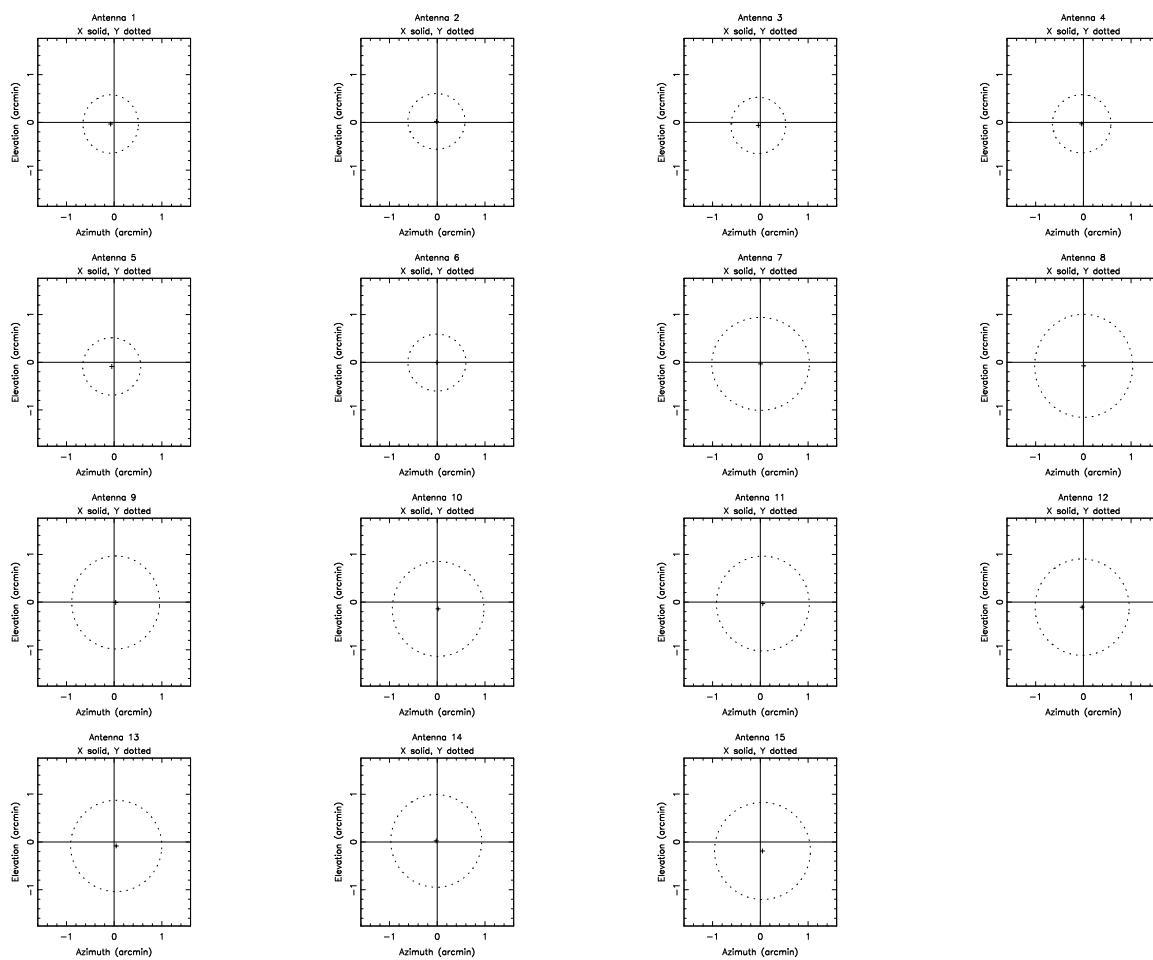 Antenna 1
X solid, Y dotted
Elevation (arcmin)
1
0
−1
−1 0 1
Azimuth (arcmin)
Antenna 2
X solid, Y dotted
Elevation (arcmin)
1
0
−1
−1 0 1
Azimuth (arcmin)
Antenna 3
X solid, Y dotted
Elevation (arcmin)
1
0
−1
−1 0 1
Azimuth (arcmin)
Antenna 4
X solid, Y dotted
Elevation (arcmin)
1
0
−1
−1 0 1
Azimuth (arcmin)
Antenna 5
X solid, Y dotted
Elevation (arcmin)
1
0
−1
−1 0 1
Azimuth (arcmin)
Antenna 6
X solid, Y dotted
Elevation (arcmin)
1
0
−1
−1 0 1
Azimuth (arcmin)
Antenna 7
X solid, Y dotted
Elevation (arcmin)
1
0
−1
−1 0 1
Azimuth (arcmin)
Antenna 8
X solid, Y dotted
Elevation (arcmin)
1
0
−1
−1 0 1
Azimuth (arcmin)
Antenna 9
X solid, Y dotted
Elevation (arcmin)
1
0
−1
−1 0 1
Azimuth (arcmin)
Antenna 10
X solid, Y dotted
Elevation (arcmin)
1
0
−1
−1 0 1
Azimuth (arcmin)
Antenna 11
X solid, Y dotted
Elevation (arcmin)
1
0
−1
−1 0 1
Azimuth (arcmin)
Antenna 12
X solid, Y dotted
Elevation (arcmin)
1
0
−1
−1 0 1
Azimuth (arcmin)
Antenna 13
X solid, Y dotted
Elevation (arcmin)
1
0
−1
−1 0 1
Azimuth (arcmin)
Antenna 14
X solid, Y dotted
Elevation (arcmin)
1
0
−1
−1 0 1
Azimuth (arcmin)
Antenna 15
X solid, Y dotted
Elevation (arcmin)
1
0
−1
−1 0 1
Azimuth (arcmin)